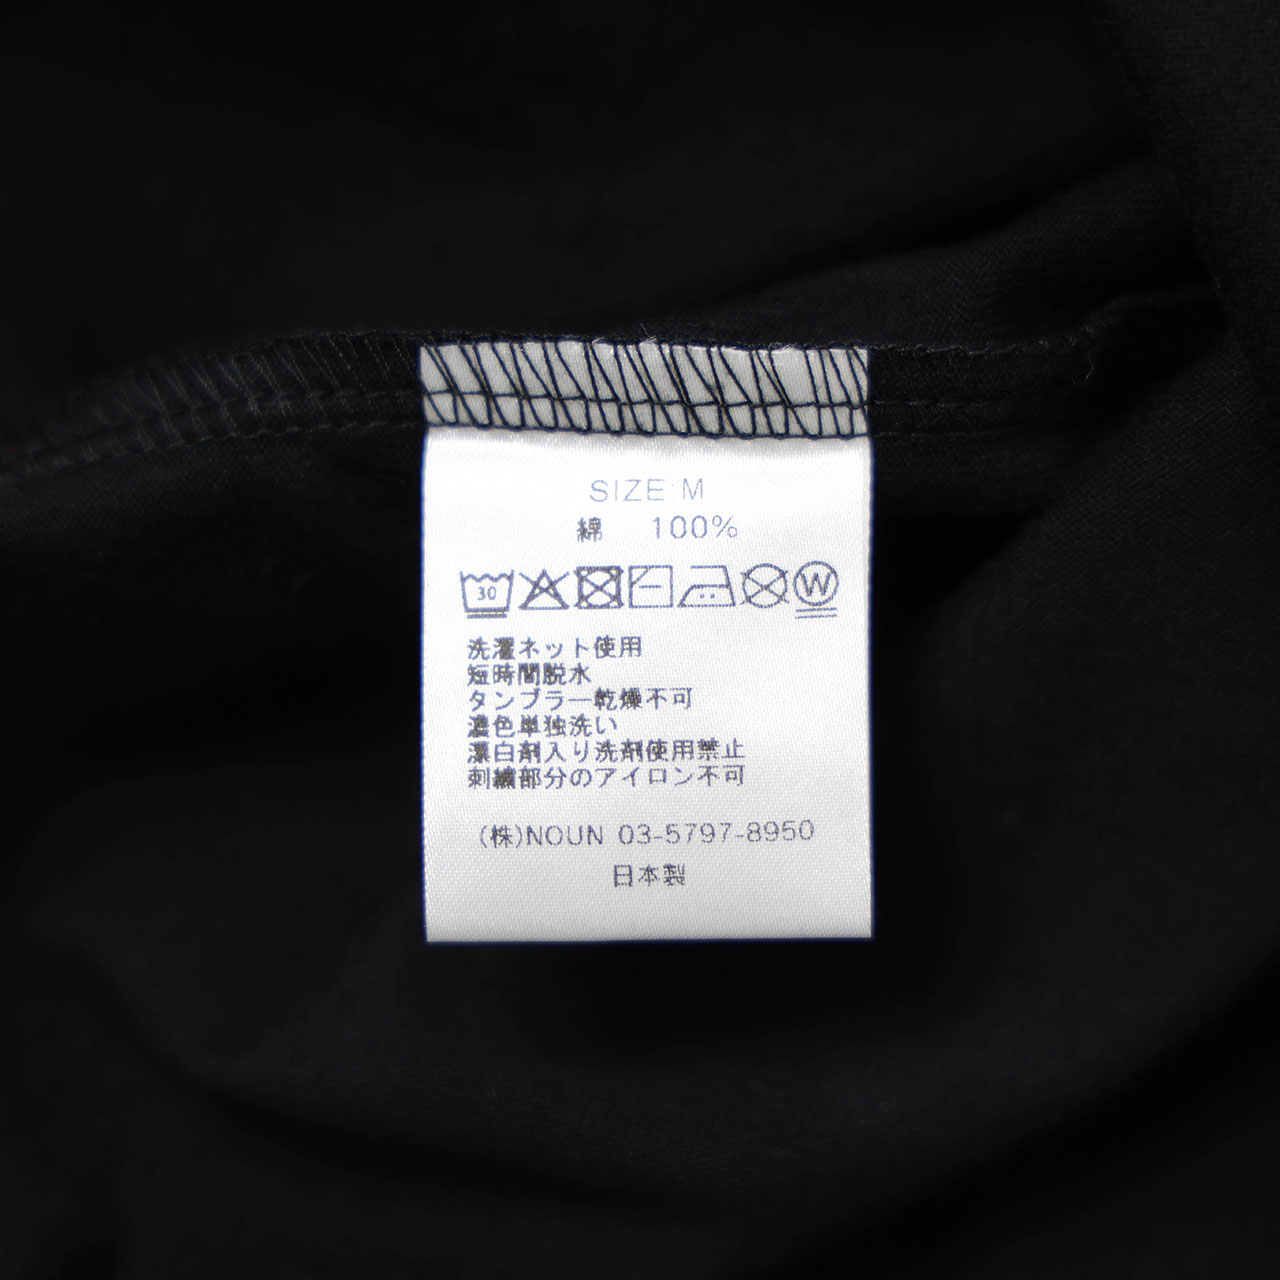 SIZE:M
綿 100%
30 W
洗濯ネット使用
短時間脱水
タンブラー乾燥不可
濃色単独洗い
漂白剤入り洗剤使用禁止
刺繍部分のアイロン不可
(株)NOUN 03-5797-8950
日本製